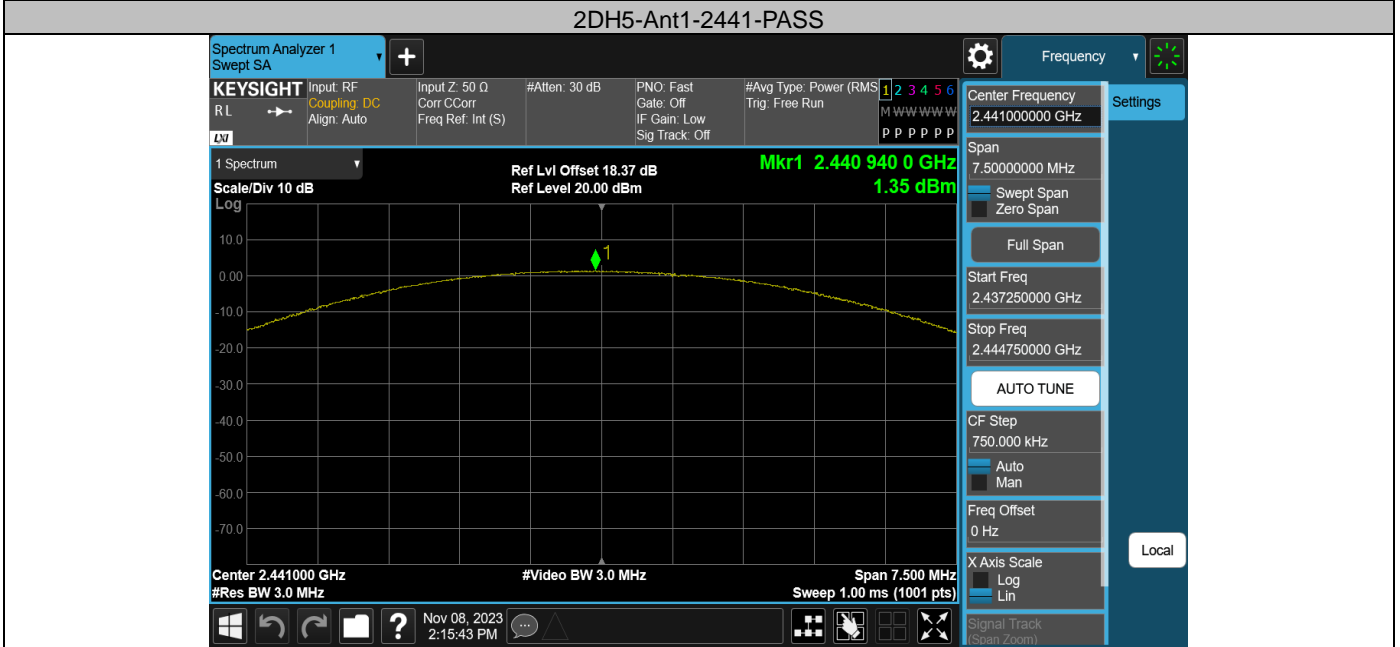 2DH5-Ant1-2441-PASS
Spectrum Analyzer 1
Swept SA
+
Frequency
KEYSIGHT
RL
LXI
Input: RF
Coupling: DC
Align: Auto
Input Z: 50 Ω
Corr CCorr
Freq Ref: Int (S)
#Atten: 30 dB
PNO: Fast
Gate: Off
IF Gain: Low
Sig Track: Off
#Avg Type: Power (RMS
Trig: Free Run
1 2 3 4 5 6
M W W W W W
P P P P P P
1 Spectrum
Scale/Div 10 dB
Log
Ref Lvl Offset 18.37 dB
Ref Level 20.00 dBm
Mkr1 2.440 940 0 GHz
1.35 dBm
1
10.0
0.00
-10.0
-20.0
-30.0
-40.0
-50.0
-60.0
-70.0
Center 2.441000 GHz
#Res BW 3.0 MHz
#Video BW 3.0 MHz
Span 7.500 MHz
Sweep 1.00 ms (1001 pts)
Center Frequency
2.441000000 GHz
Span
7.50000000 MHz
Swept Span
Zero Span
Full Span
Start Freq
2.437250000 GHz
Stop Freq
2.444750000 GHz
AUTO TUNE
CF Step
750.000 kHz
Auto
Man
Freq Offset
0 Hz
X Axis Scale
Log
Lin
Signal Track
(Span Zoom)
Settings
Local
?
Nov 08, 2023
2:15:43 PM